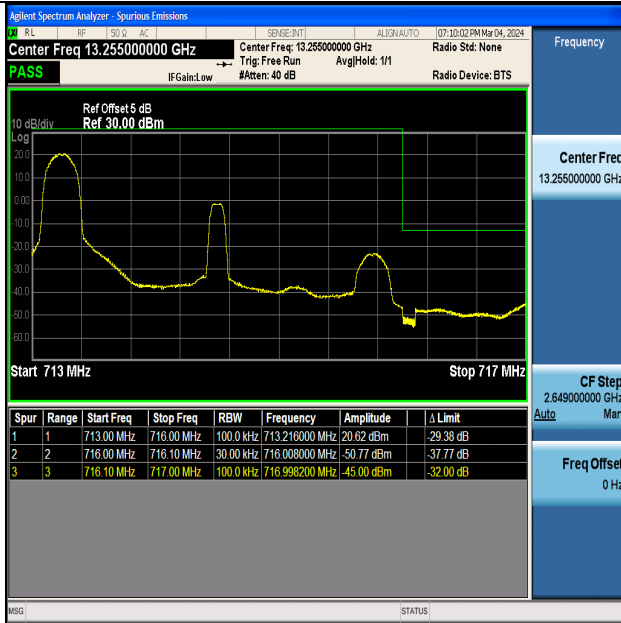 Agilent Spectrum Analyzer - Spurious Emissions
RL RF 50 Ω AC SENSE:INT ALIGNAUTO 07:10:02 PM Mar 04, 2024
Center Freq 13.255000000 GHz
Center Freq: 13.255000000 GHz
Radio Std: None
Trig: Free Run Avg|Hold: 1/1
PASS
IFGain:Low
#Atten: 40 dB
Radio Device: BTS
Ref Offset 5 dB
10 dB/div Ref 30.00 dBm
Log
20.0
10.0
0.00
-10.0
-20.0
-30.0
-40.0
-50.0
-60.0
Start 713 MHz Stop 717 MHz
Spur Range Start Freq Stop Freq RBW Frequency Amplitude Δ Limit
1 1 713.00 MHz 716.00 MHz 100.0 kHz 713.216000 MHz 20.62 dBm -29.38 dB
2 2 716.00 MHz 716.10 MHz 30.00 kHz 716.008000 MHz -50.77 dBm -37.77 dB
3 3 716.10 MHz 717.00 MHz 100.0 kHz 716.998200 MHz -45.00 dBm -32.00 dB
Frequency
Center Freq
13.255000000 GHz
CF Step
2.649000000 GHz
Auto Man
Freq Offset
0 Hz
MSG STATUS